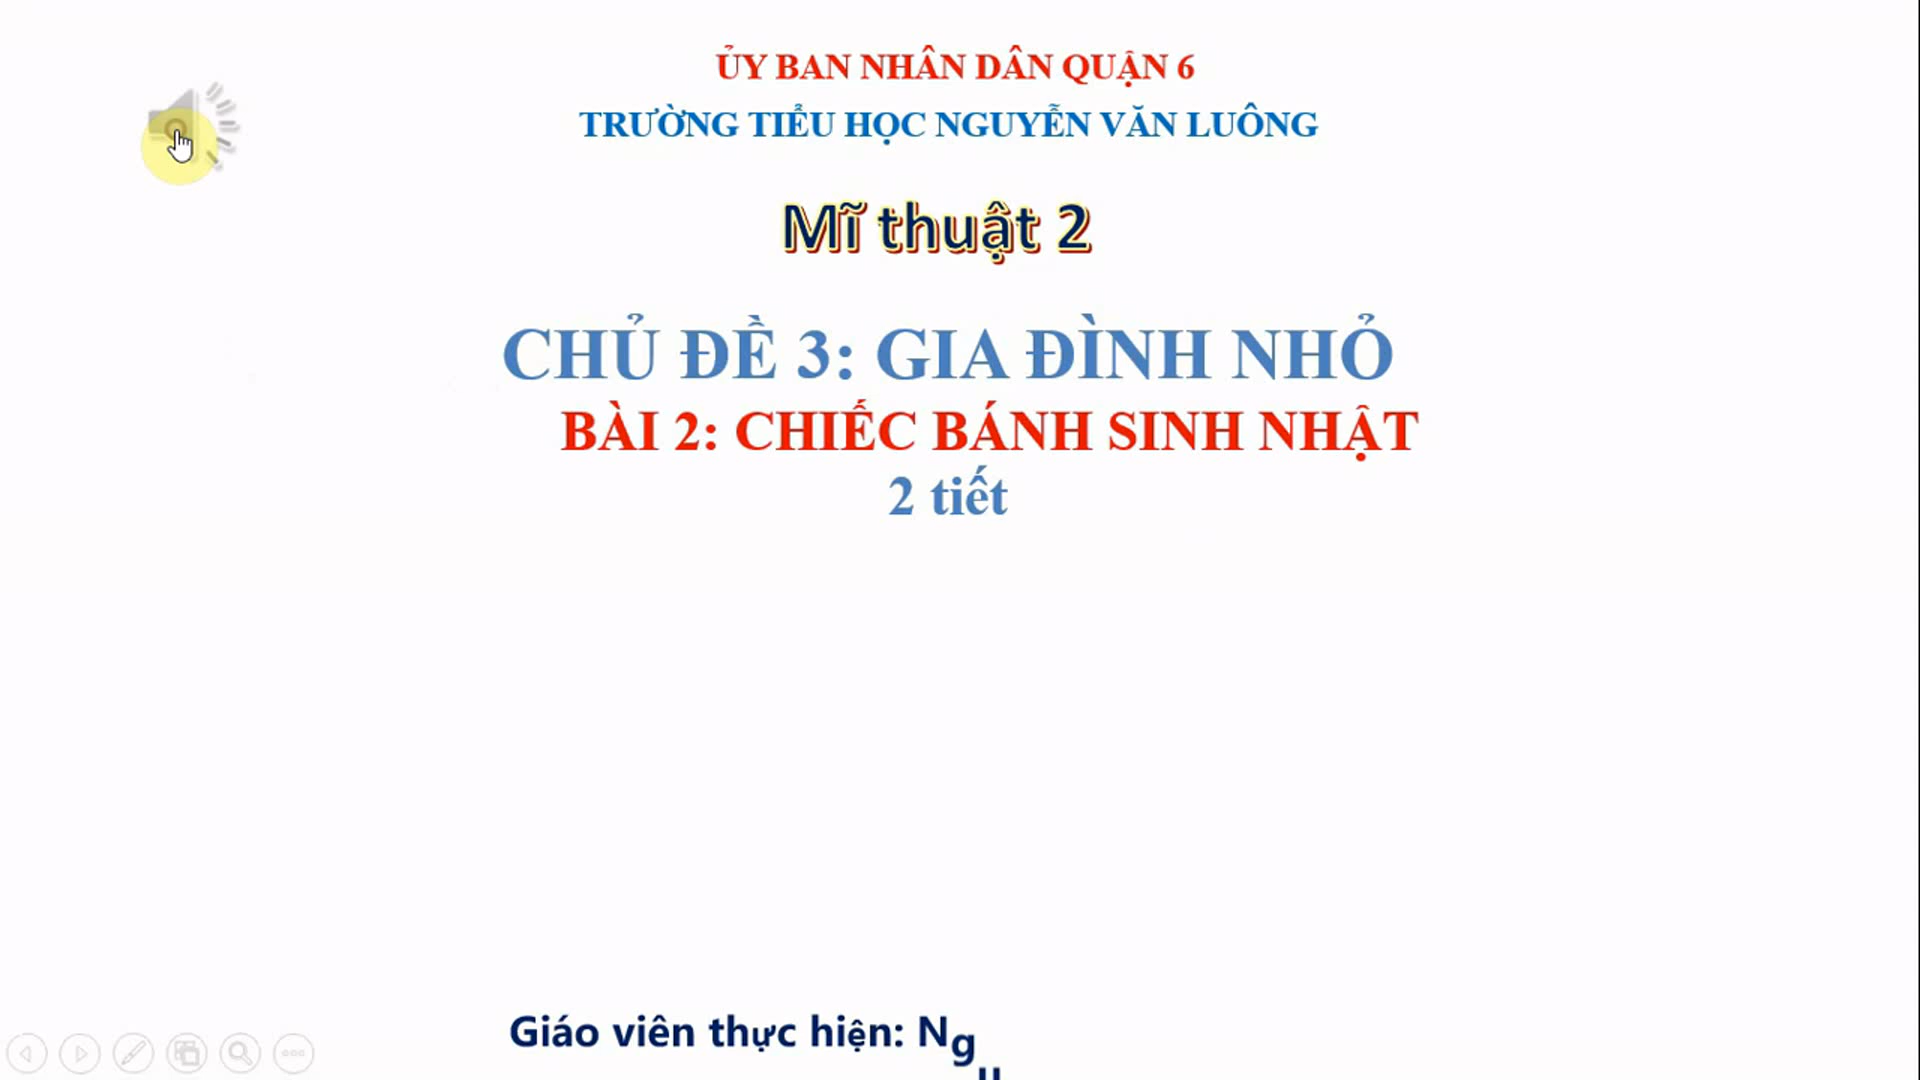 ỦY BAN NHÂN DÂN QUẬN 6
TRƯỜNG TIỂU HỌC NGUYỄN VĂN LUÔNG
Mĩ thuật 2
CHỦ ĐỀ 3: GIA ĐÌNH NHỎ
BÀI 2: CHIẾC BÁNH SINH NHẬT
2 tiết
Giáo viên thực hiện: Ng